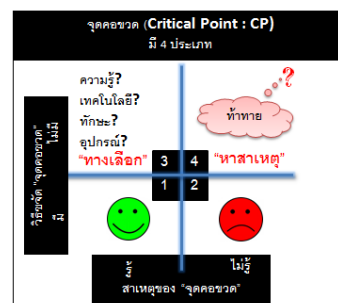 จุดคอขวด (Critical Point : CP)
มี 4 ประเภท
ความรู้?
เทคโนโลยี?
ทักษะ?
อุปกรณ์?
"ทางเลือก"
?
ท้าทาย
"หาสาเหตุ"
3 4
1 2
วิธีขจัด "จุดคอขวด"
ไม่มี
มี
รู้
ไม่รู้
สาเหตุของ "จุดคอขวด"